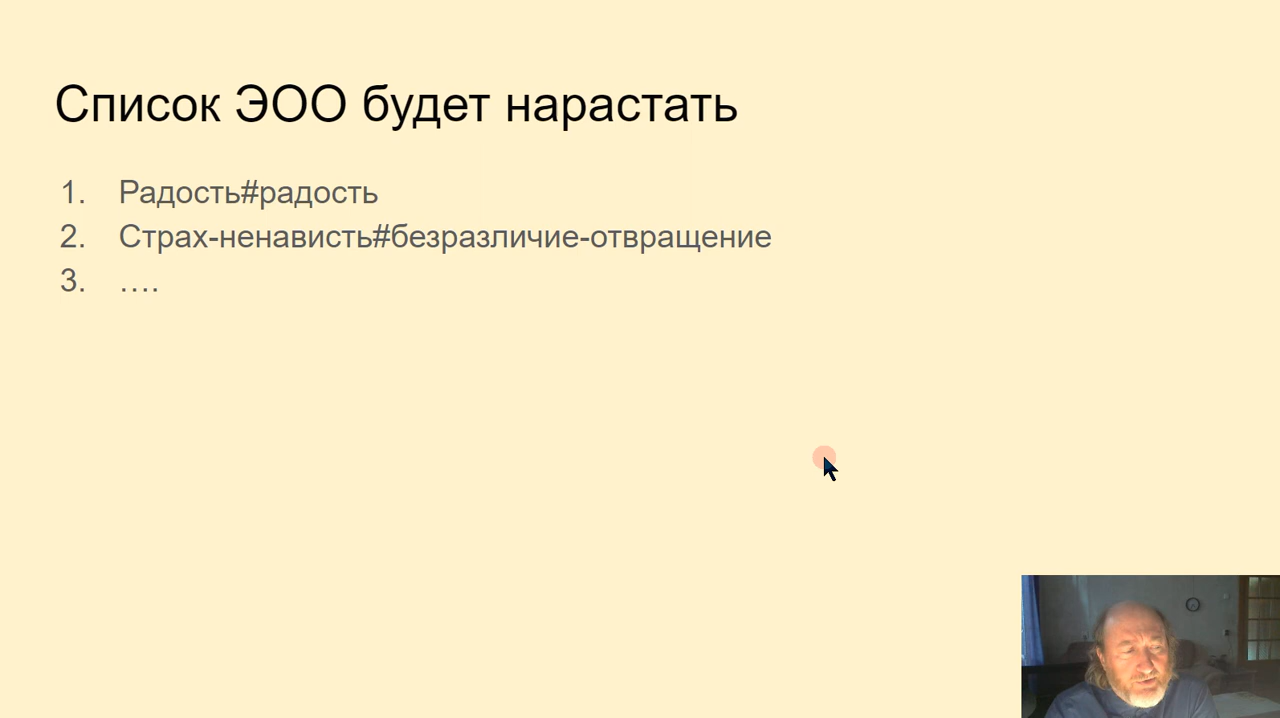 Список ЭОО будет нарастать
1. Радость#радость
2. Страх-ненависть#безразличие-отвращение
3. ….